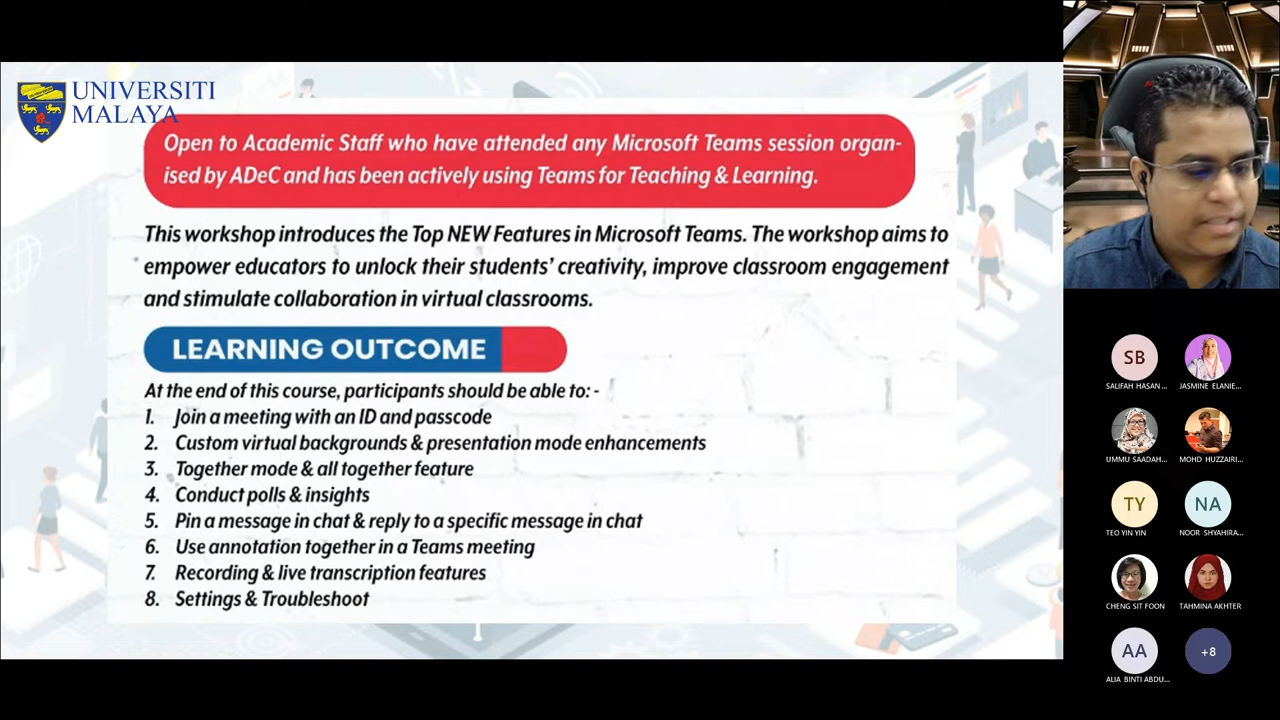 UNIVERSITI
MALAYA
Open to Academic Staff who have attended any Microsoft Teams session organ-
ised by ADeC and has been actively using Teams for Teaching & Learning.
This workshop introduces the Top NEW Features in Microsoft Teams. The workshop aims to
empower educators to unlock their students' creativity, improve classroom engagement
and stimulate collaboration in virtual classrooms.
LEARNING OUTCOME
At the end of this course, participants should be able to: -
1. Join a meeting with an ID and passcode
2. Custom virtual backgrounds & presentation mode enhancements
3. Together mode & all together feature
4. Conduct polls & insights
5. Pin a message in chat & reply to a specific message in chat
6. Use annotation together in a Teams meeting
7. Recording & live transcription features
8. Settings & Troubleshoot
SB
SALIFAH HASAN ...
JASMINE ELANIE...
UMMU SAADAH...
MOHD HUZZAIRI...
TY
NA
TEO YIN YIN
NOOR SHYAHIRA...
CHENG SIT FOON
TAHMINA AKHTER
AA
+8
ALIA BINTI ABDU...